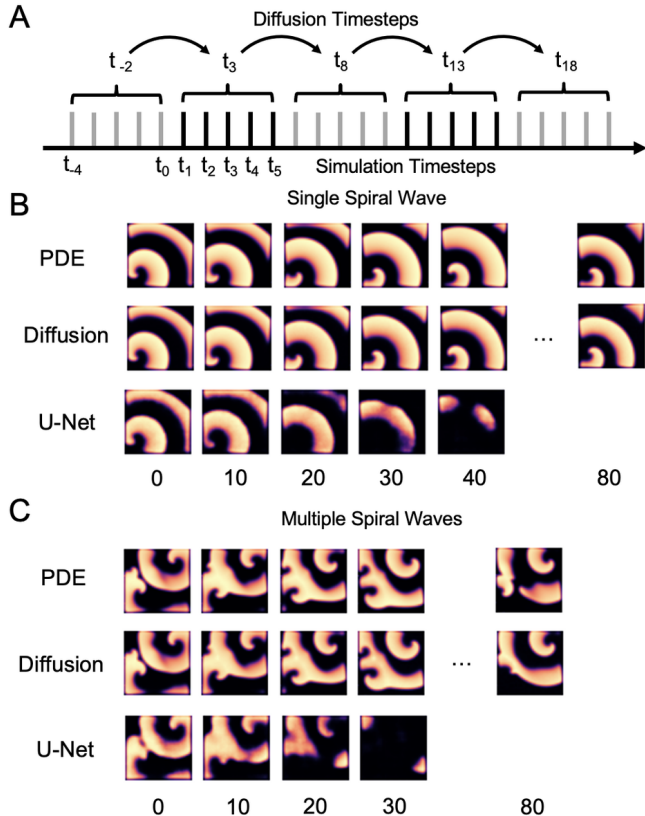 A
Diffusion Timesteps
t-2 t3 t8 t13 t18
t-4 t0 t1 t2 t3 t4 t5 Simulation Timesteps
B
Single Spiral Wave
PDE
Diffusion
...
U-Net
0 10 20 30 40 80
C
Multiple Spiral Waves
PDE
Diffusion
...
U-Net
0 10 20 30 80